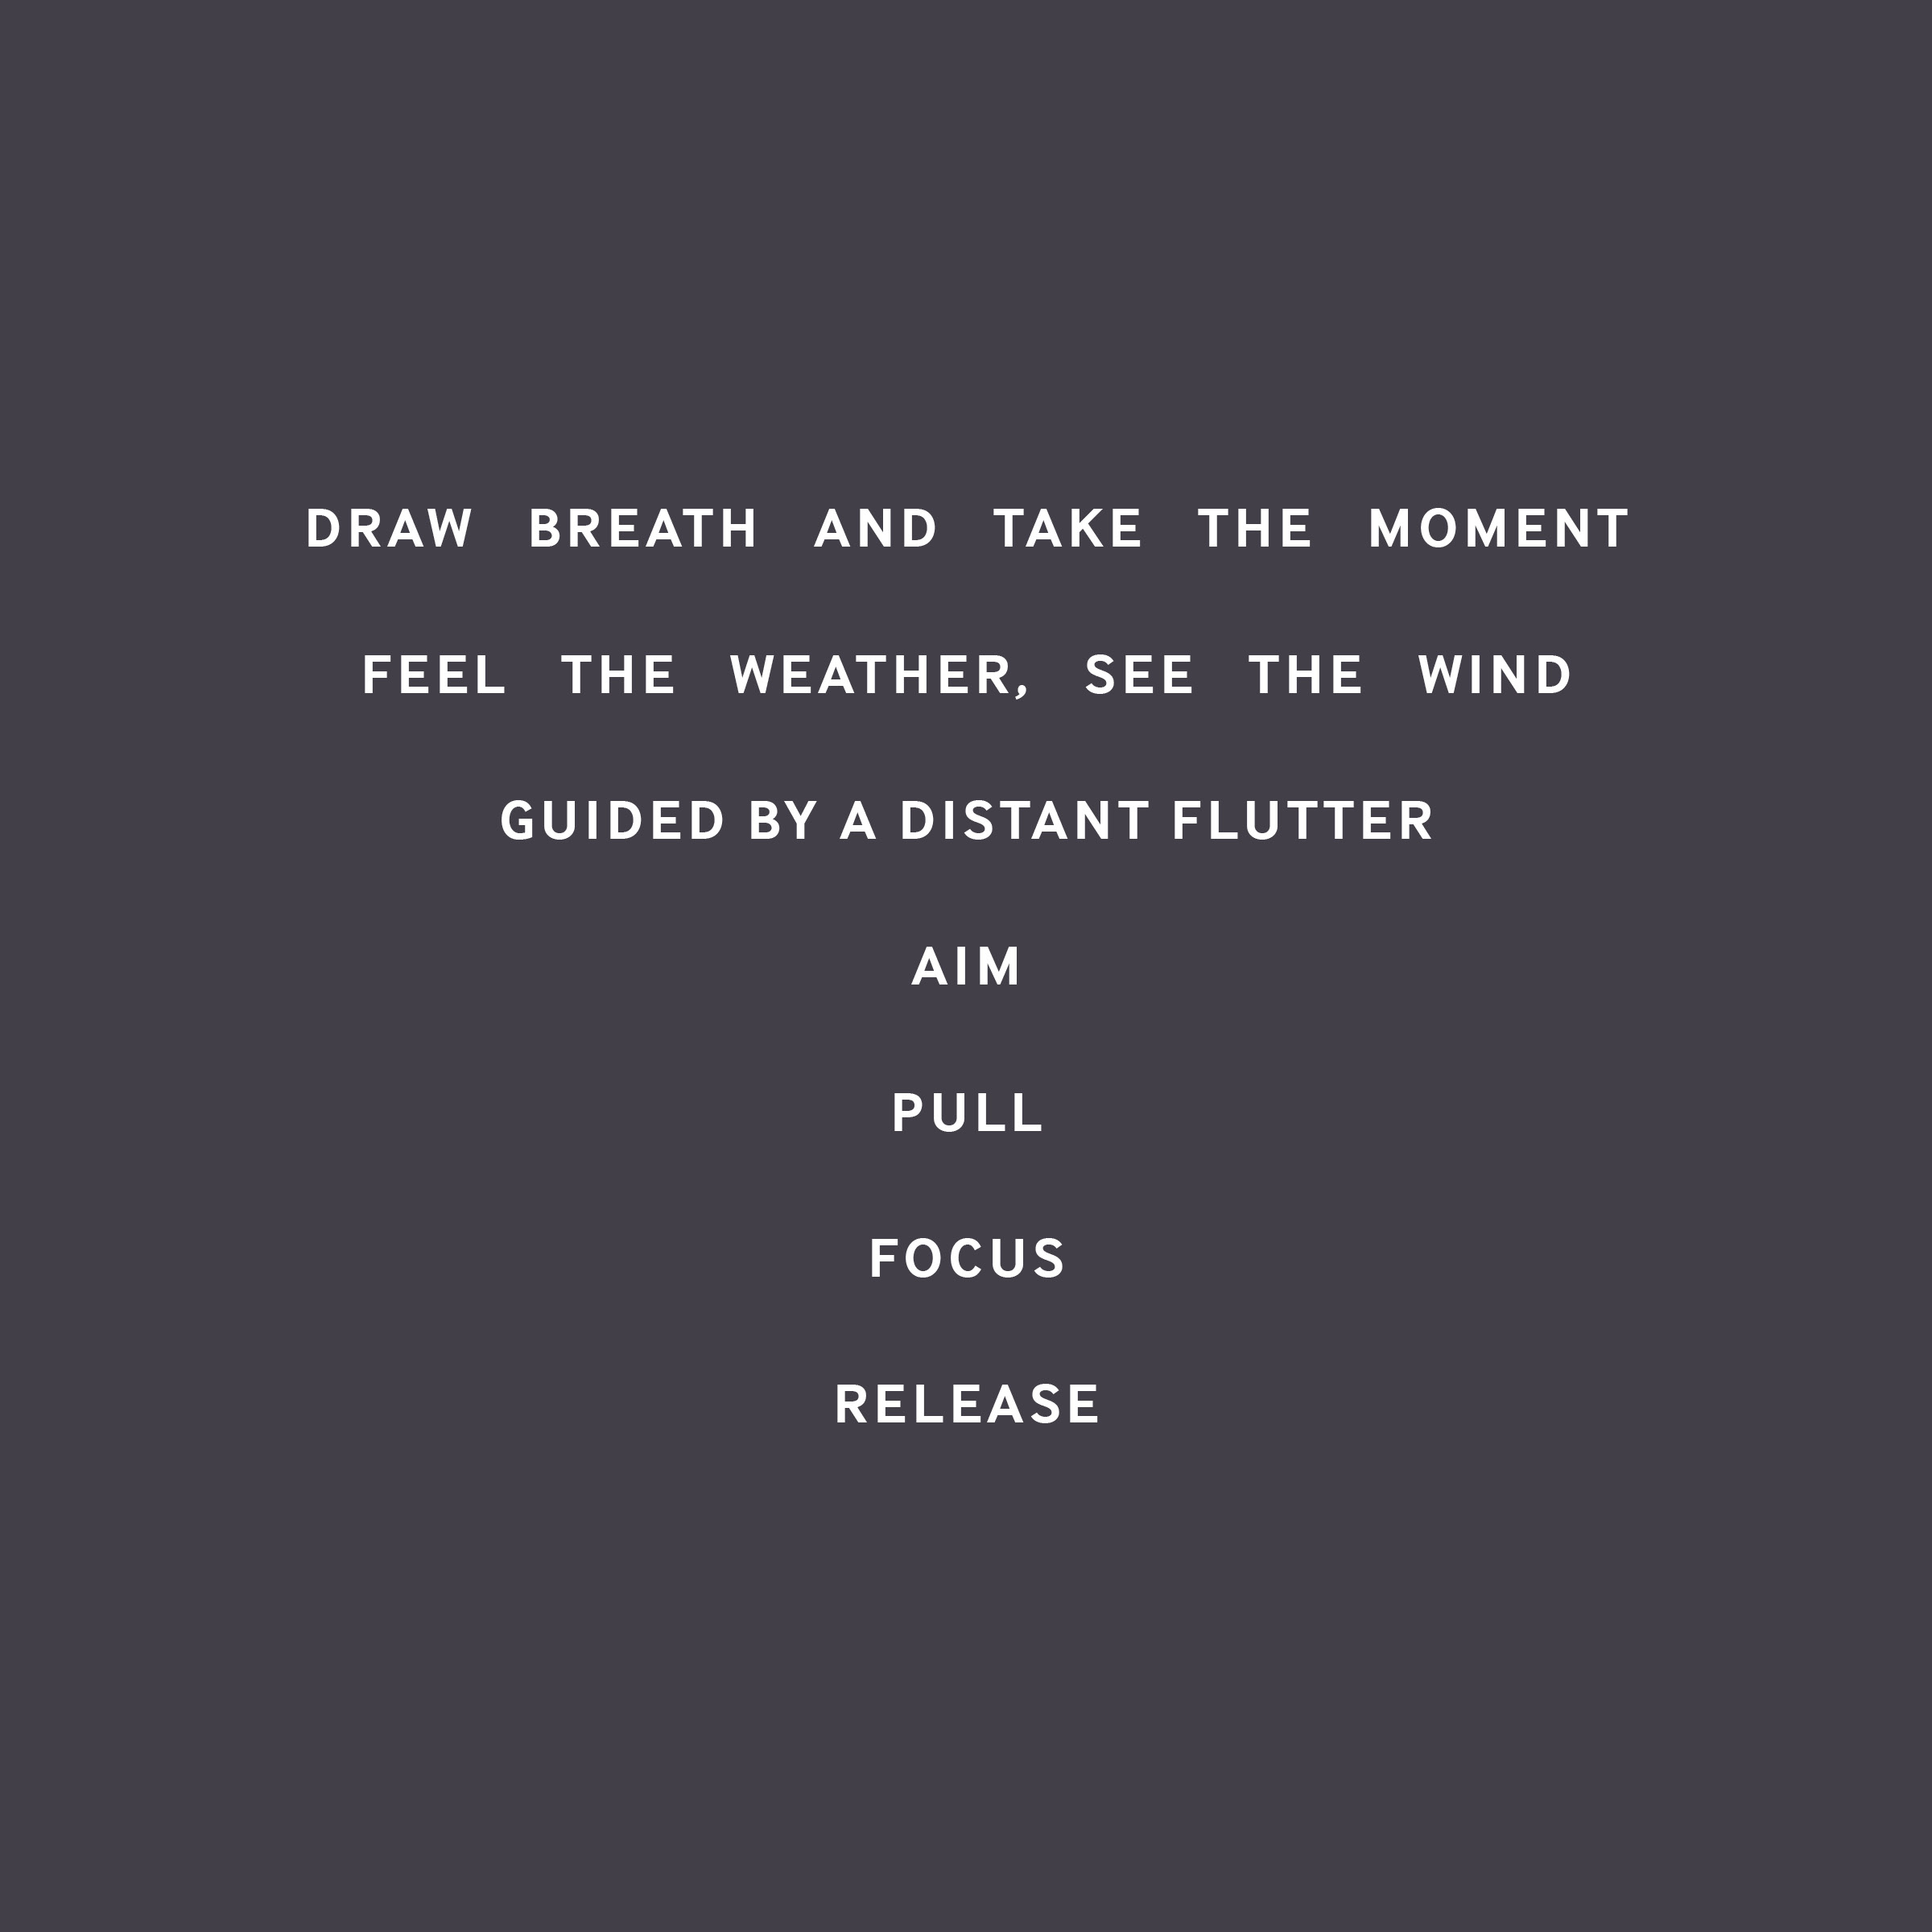 DRAW BREATH AND TAKE THE MOMENT
FEEL THE WEATHER, SEE THE WIND
GUIDED BY A DISTANT FLUTTER
AIM
PULL
FOCUS
RELEASE